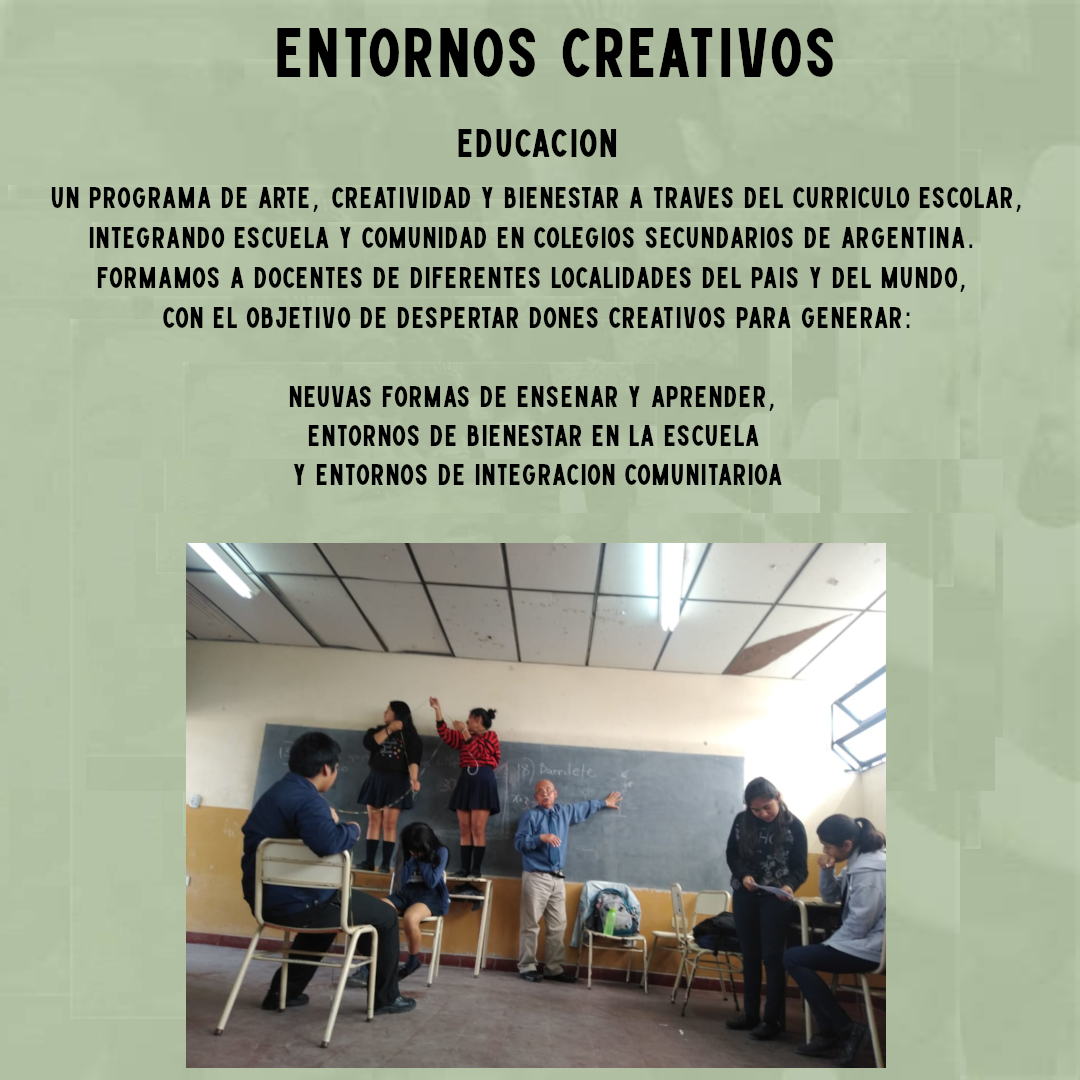 ENTORNOS CREATIVOS
EDUCACION
UN PROGRAMA DE ARTE, CREATIVIDAD Y BIENESTAR A TRAVES DEL CURRICULO ESCOLAR,
INTEGRANDO ESCUELA Y COMUNIDAD EN COLEGIOS SECUNDARIOS DE ARGENTINA.
FORMAMOS A DOCENTES DE DIFERENTES LOCALIDADES DEL PAIS Y DEL MUNDO,
CON EL OBJETIVO DE DESPERTAR DONES CREATIVOS PARA GENERAR:
NEUVAS FORMAS DE ENSENAR Y APRENDER,
ENTORNOS DE BIENESTAR EN LA ESCUELA
Y ENTORNOS DE INTEGRACION COMUNITARIOA
8) Barrilete